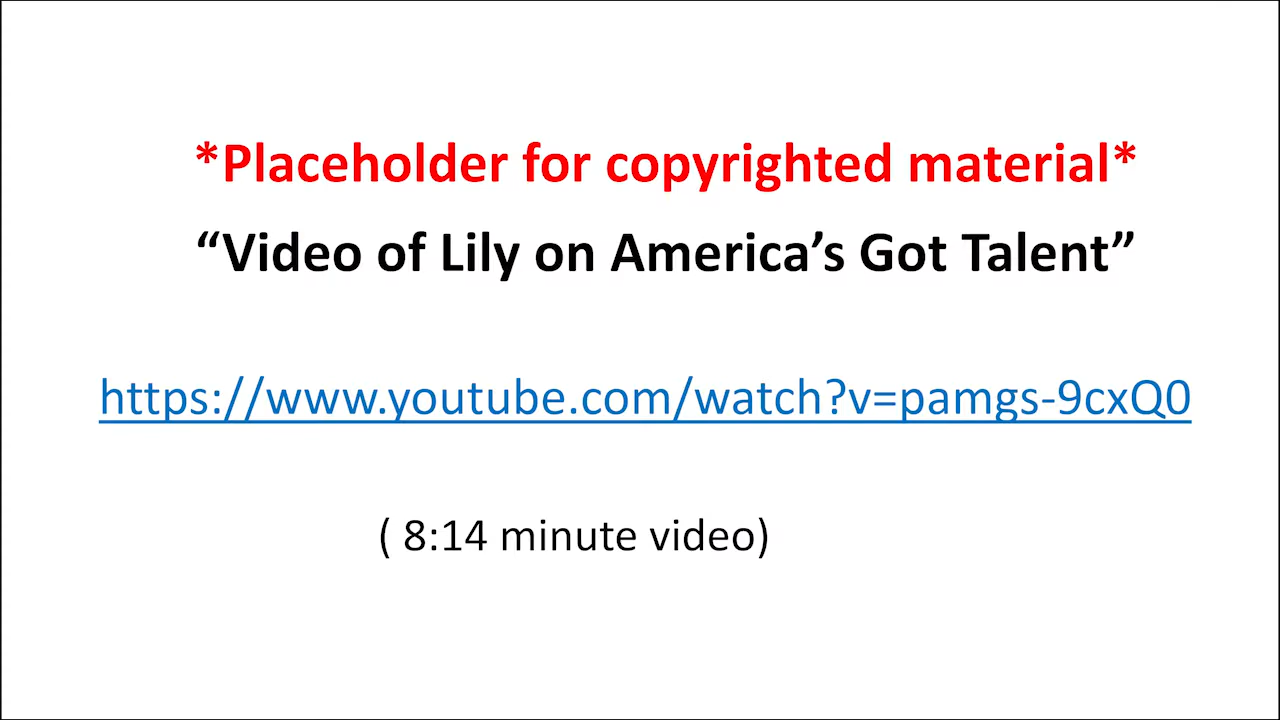 *Placeholder for copyrighted material*
“Video of Lily on America’s Got Talent”
https://www.youtube.com/watch?v=pamgs-9cxQ0
( 8:14 minute video)